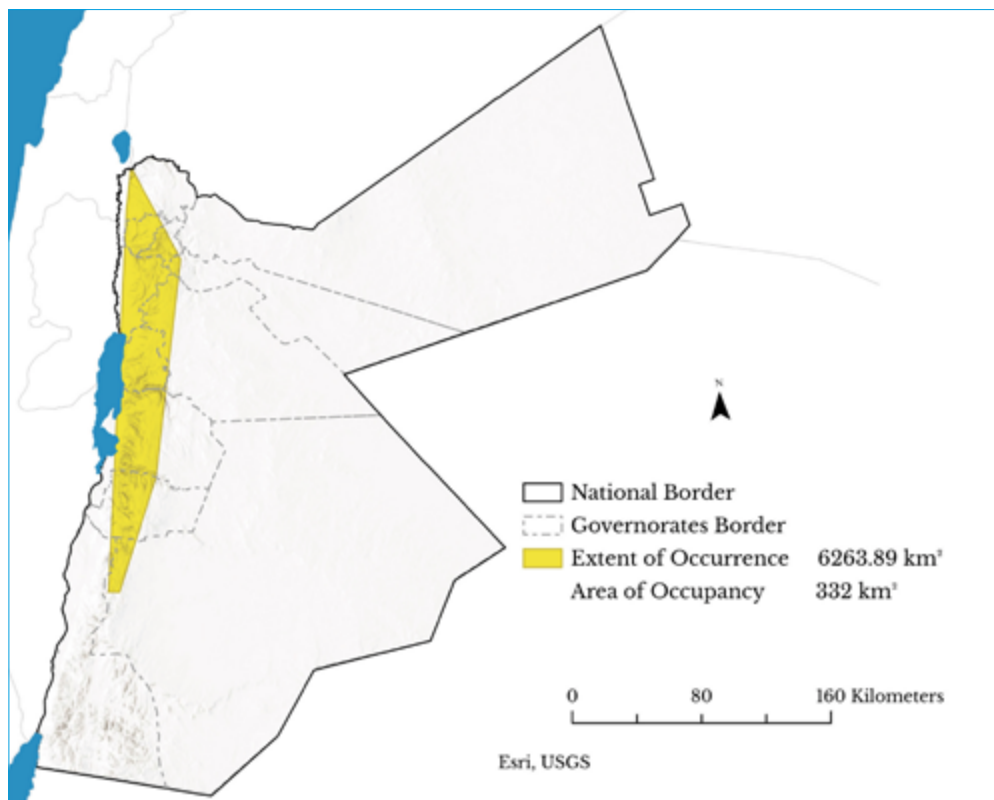 N
National Border
Governorates Border
Extent of Occurrence 6263.89 km²
Area of Occupancy 332 km²
0 80 160 Kilometers
Esri, USGS